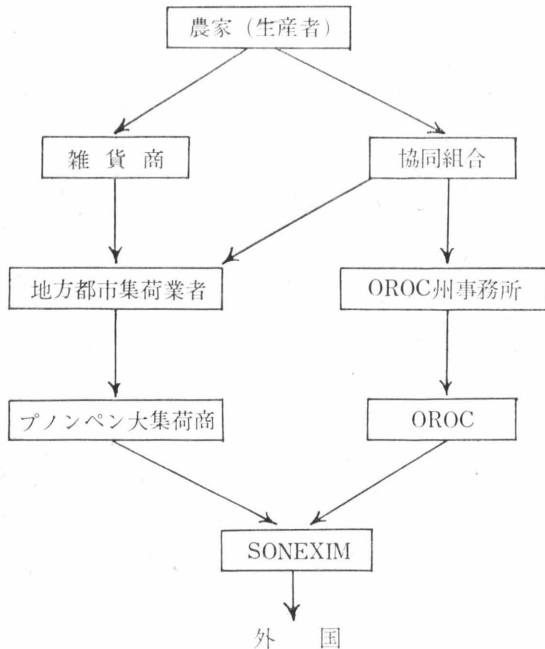 農家（生産者）
雑貨商
協同組合
地方都市集荷業者
OROC州事務所
プノンペン大集荷商
OROC
SONEXIM
外国